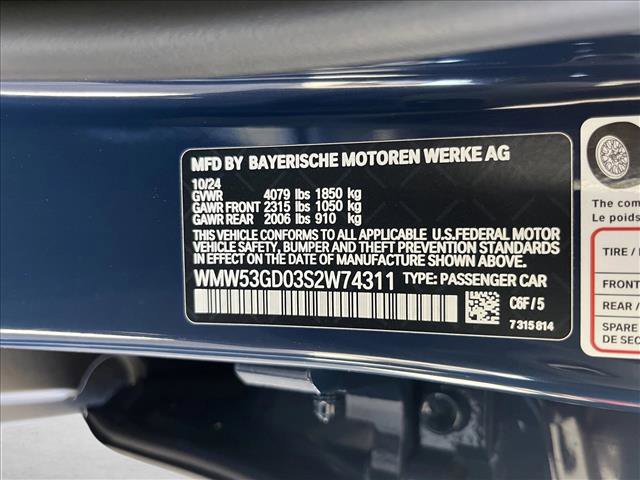 MFD BY BAYERISCHE MOTOREN WERKE AG
10/24
GVWR 4079 lbs 1850 kg
GAWR FRONT 2315 lbs 1050 kg
GAWR REAR 2006 lbs 910 kg
THIS VEHICLE CONFORMS TO ALL APPLICABLE U.S.FEDERAL MOTOR
VEHICLE SAFETY, BUMPER, AND THEFT PREVENTION STANDARDS
IN EFFECT ON THE DATE OF MANUFACTURE SHOWN ABOVE.
WMW53GD03S2W74311 TYPE: PASSENGER CAR
C6F/5
7315814
The com
Le poids
TIRE /
FRONT
REAR /
SPARE
DE SEC